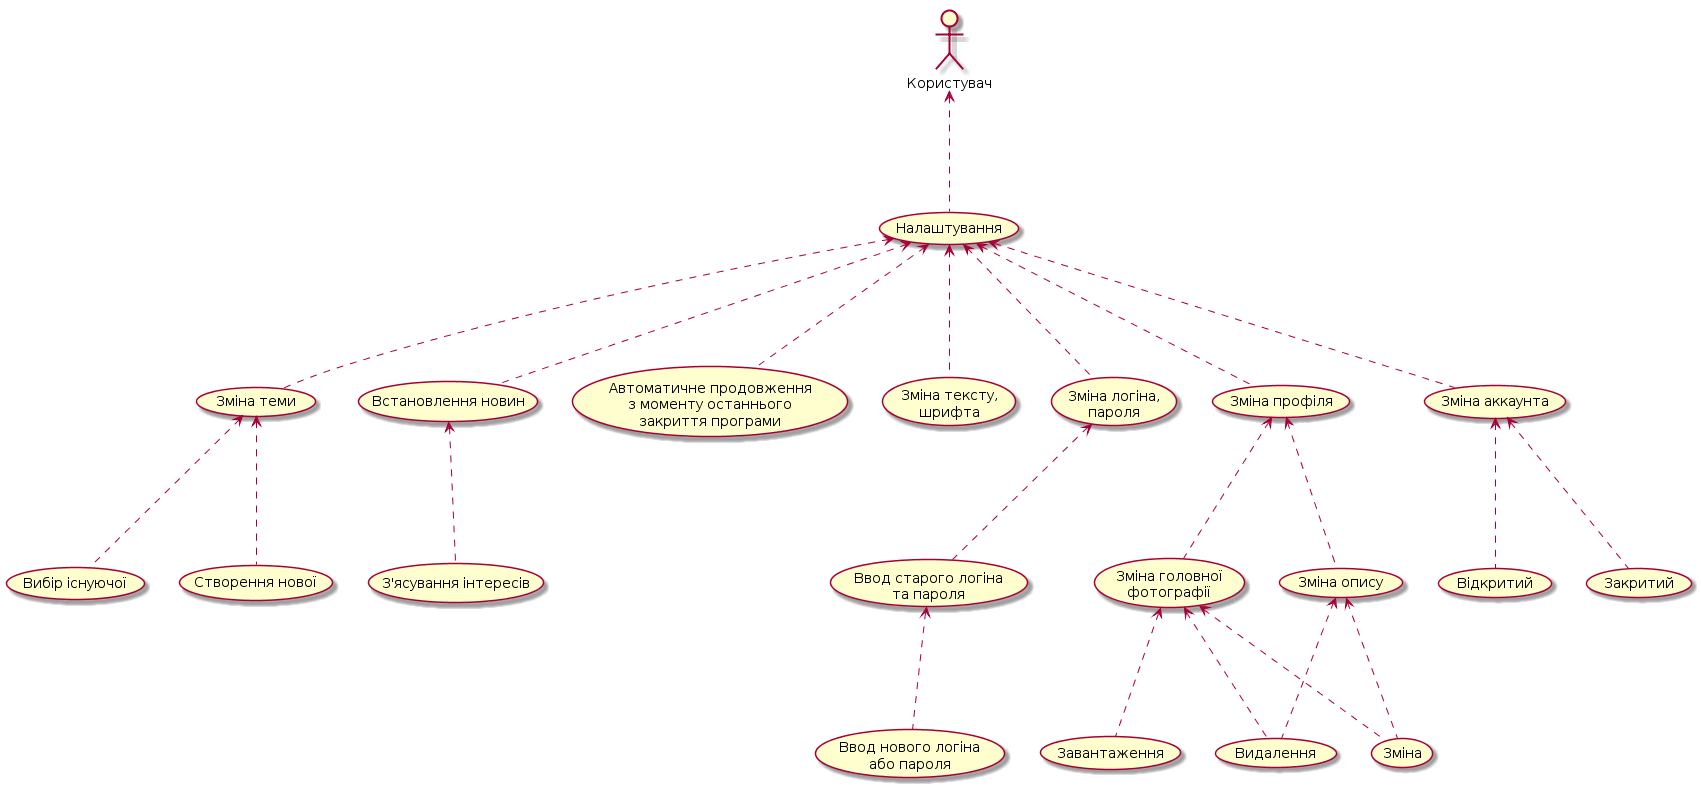 Користувач
Налаштування
Зміна теми
Встановлення новин
Автоматичне продовження
з моменту останнього
закриття програми
Зміна тексту,
шрифта
Зміна логіна,
пароля
Зміна профіля
Зміна аккаунта
Вибір існуючої
Створення нової
З'ясування інтересів
Ввод старого логіна
та пароля
Зміна головної
фотографії
Зміна опису
Відкритий
Закритий
Ввод нового логіна
або пароля
Завантаження
Видалення
Зміна